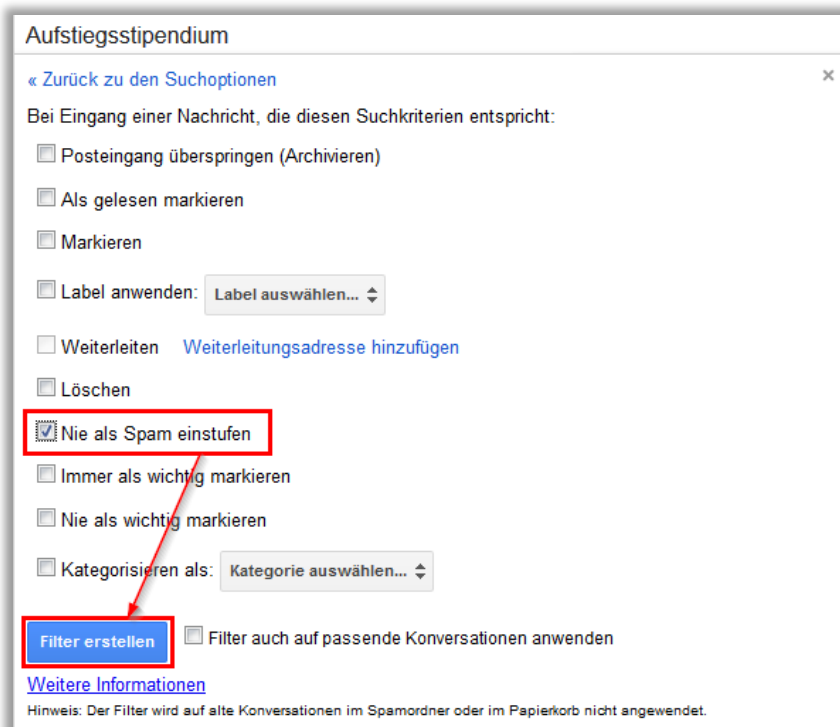 Aufstiegsstipendium
« Zurück zu den Suchoptionen
×
Bei Eingang einer Nachricht, die diesen Suchkriterien entspricht:
Posteingang überspringen (Archivieren)
Als gelesen markieren
Markieren
Label anwenden: Label auswählen...
Weiterleiten Weiterleitungsadresse hinzufügen
Löschen
Nie als Spam einstufen
Immer als wichtig markieren
Nie als wichtig markieren
Kategorisieren als: Kategorie auswählen...
Filter erstellen Filter auch auf passende Konversationen anwenden
Weitere Informationen
Hinweis: Der Filter wird auf alte Konversationen im Spamordner oder im Papierkorb nicht angewendet.